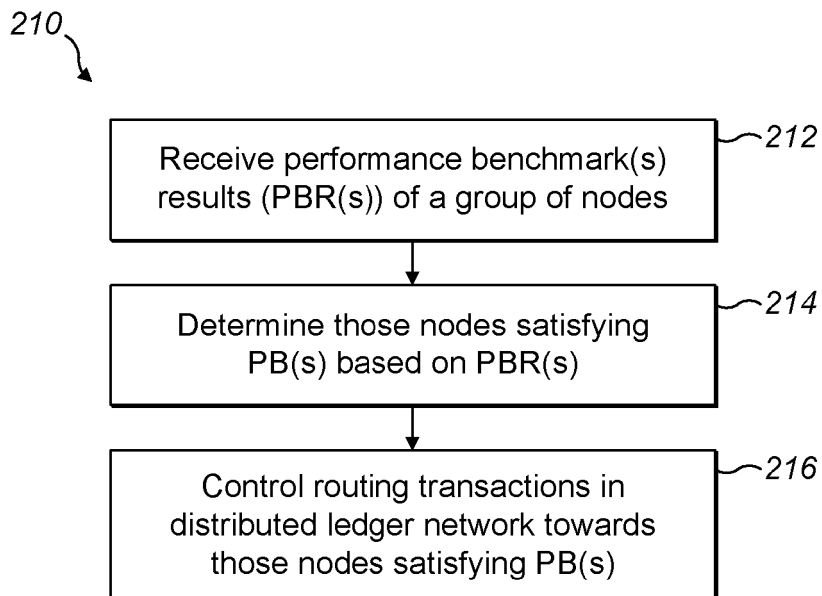 210
212
Receive performance benchmark(s)
results (PBR(s)) of a group of nodes
214
Determine those nodes satisfying
PB(s) based on PBR(s)
216
Control routing transactions in
distributed ledger network towards
those nodes satisfying PB(s)